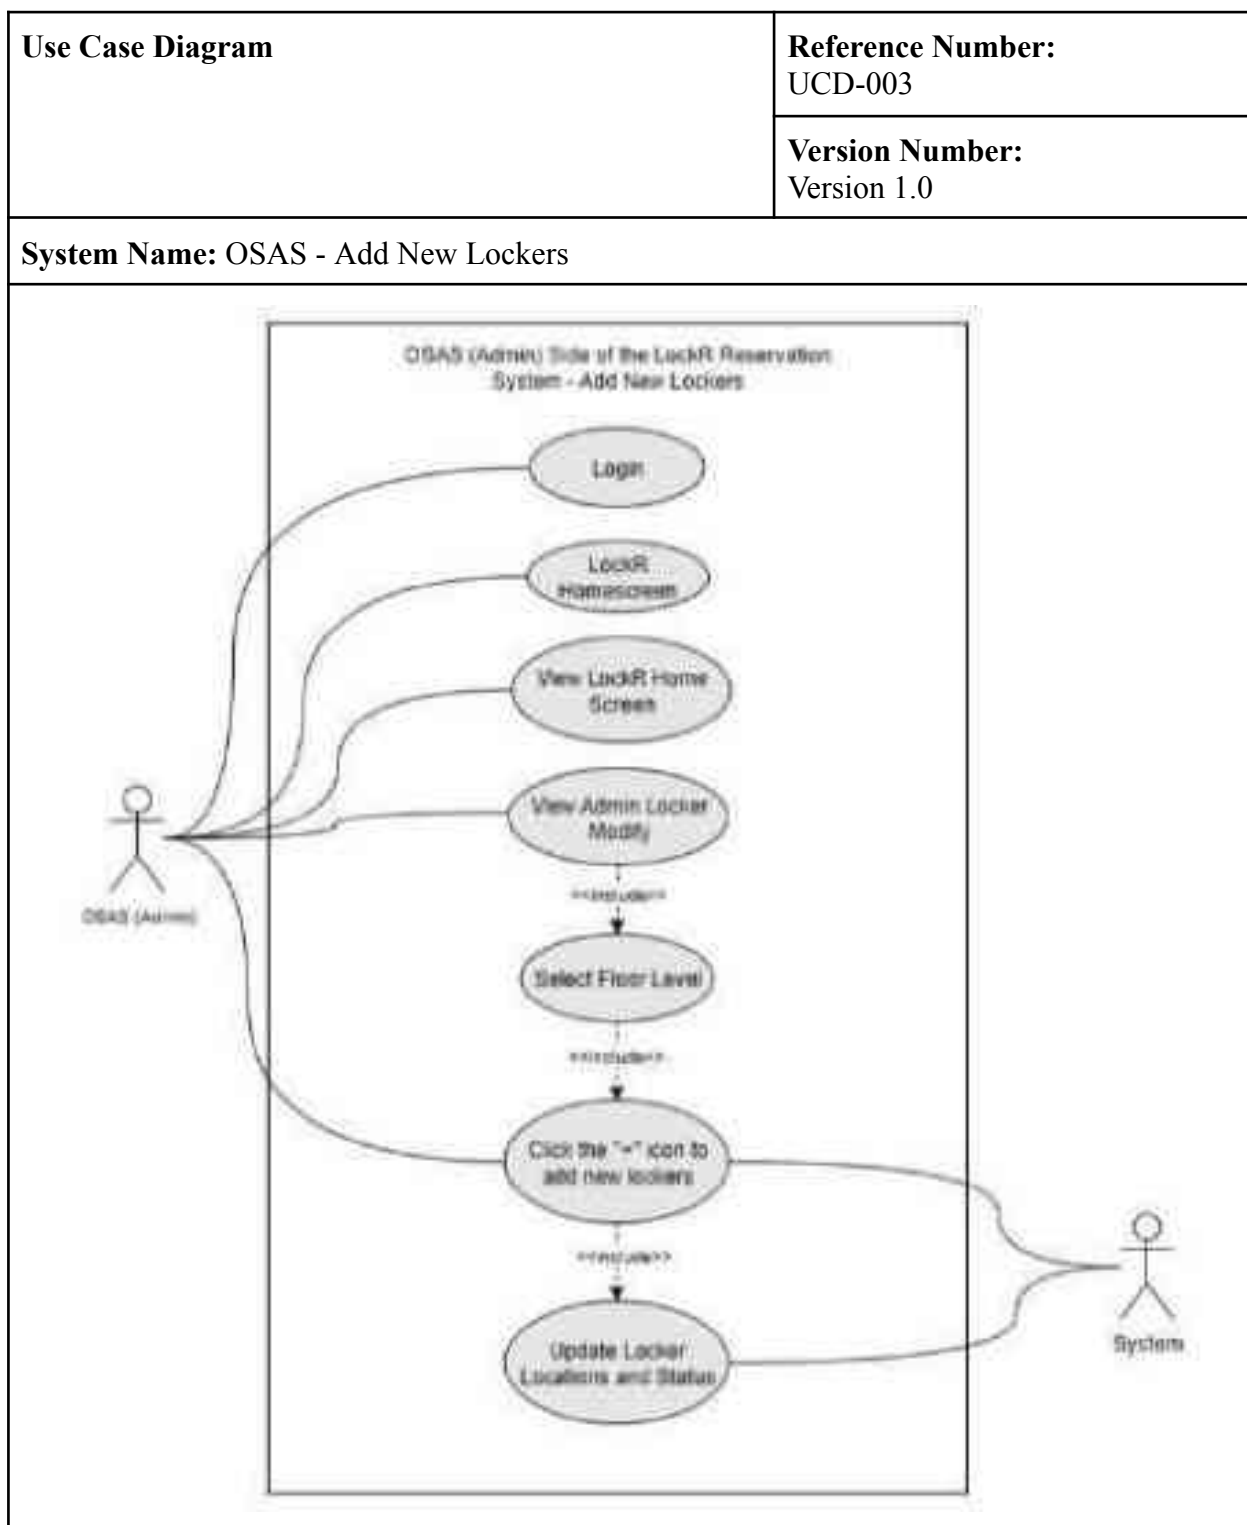 Use Case Diagram
Reference Number:
UCD-003
Version Number:
Version 1.0
System Name: OSAS - Add New Lockers
OSAS (Admin) Side of the LockR Reservation
System - Add New Lockers
Login
LockR
Homescreen
View LockR Home
Screen
View Admin Locker
Modify
<<include>>
OSAS (Admin)
Select Floor Level
<<include>>
Click the "+" icon to
add new lockers
<<include>>
System
Update Locker
Locations and Status